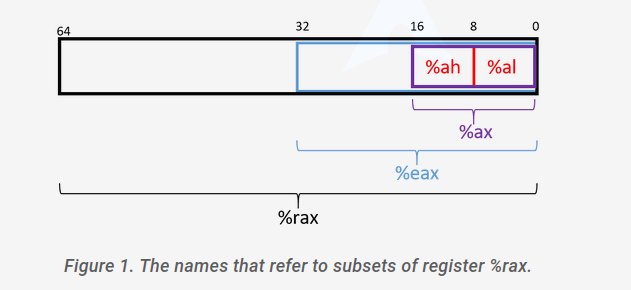 64 32 16 8 0
%ah %al
%ax
%eax
%rax
Figure 1. The names that refer to subsets of register %rax.